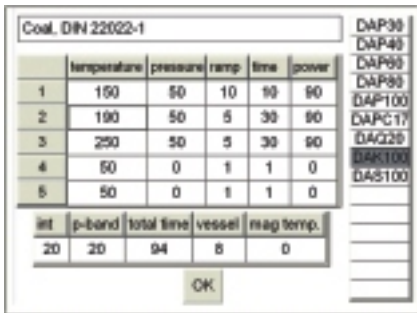 Coal, DIN 22022-1
temperature pressure ramp time power
1 150 50 10 10 90
2 190 50 5 30 90
3 250 50 5 30 90
4 50 0 1 1 0
5 50 0 1 1 0
int p-band total time vessel mag temp.
20 20 94 8 0
OK
DAP30
DAP40
DAP60
DAP80
DAP100
DAPC17
DAQ20
DAK100
DAS100